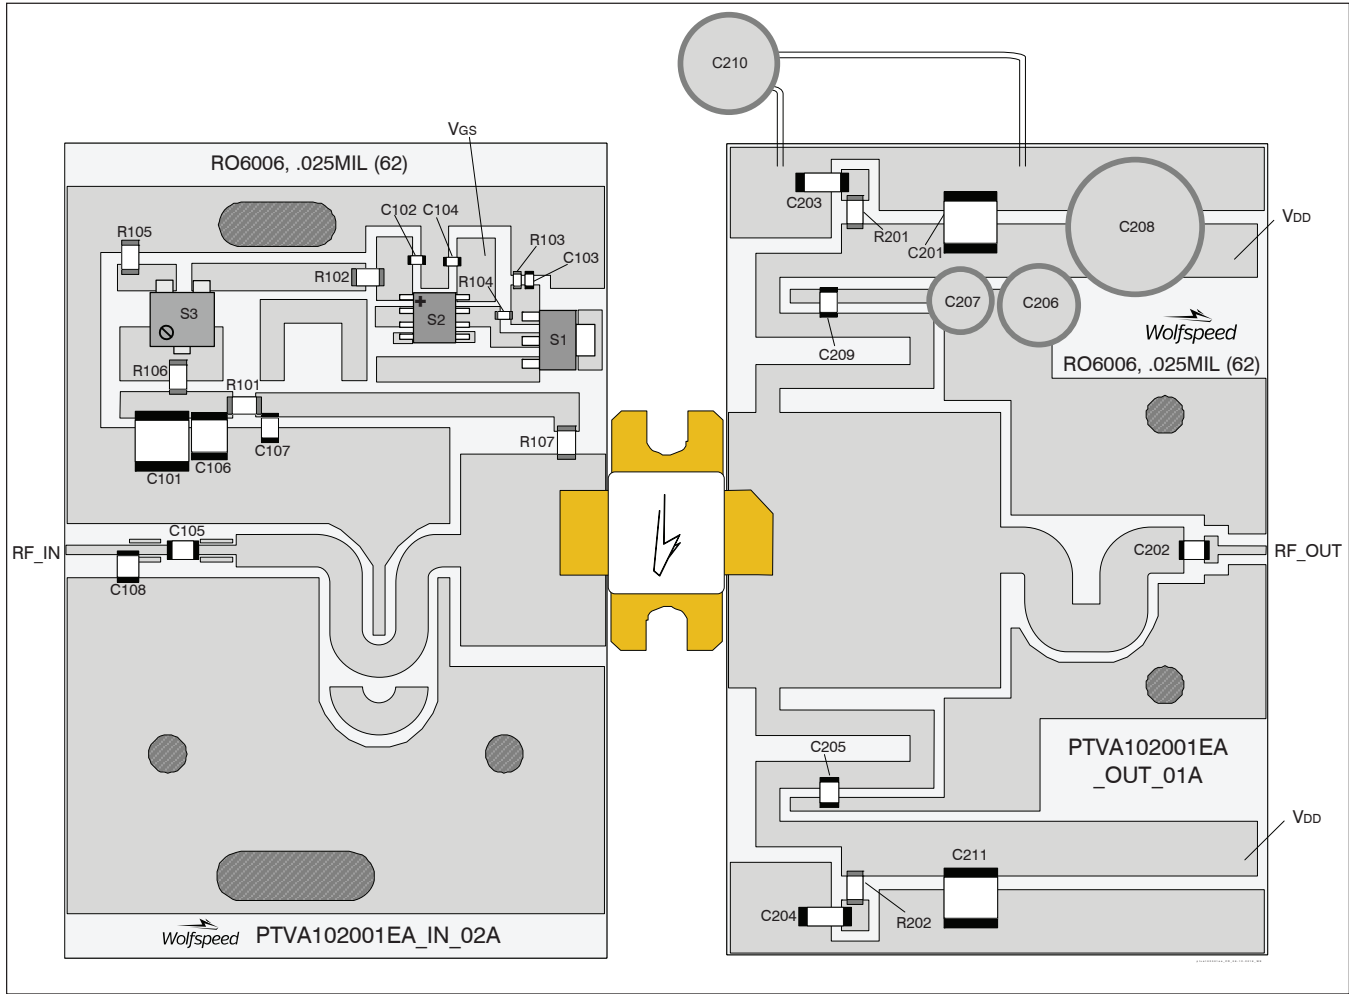 C210
VGS
RO6006, .025MIL (62)
C102 C104
R105
R103
C103
R102
R104
S3
S2
S1
R106
R101
C101
C106
C107
R107
C105
RF_IN
C108
Wolfspeed
PTVA102001EA_IN_02A
C203
R201
C201
C208
VDD
C207
C206
C209
Wolfspeed
RO6006, .025MIL (62)
C202
RF_OUT
C205
PTVA102001EA
_OUT_01A
VDD
C211
C204
R202